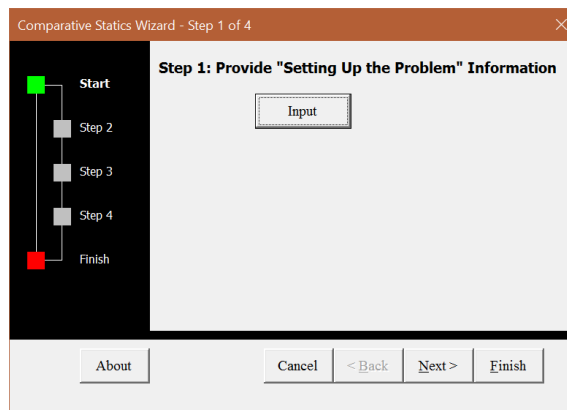 Comparative Statics Wizard - Step 1 of 4
Start
Step 2
Step 3
Step 4
Finish
Step 1: Provide "Setting Up the Problem" Information
Input
About
Cancel
< Back
Next >
Finish